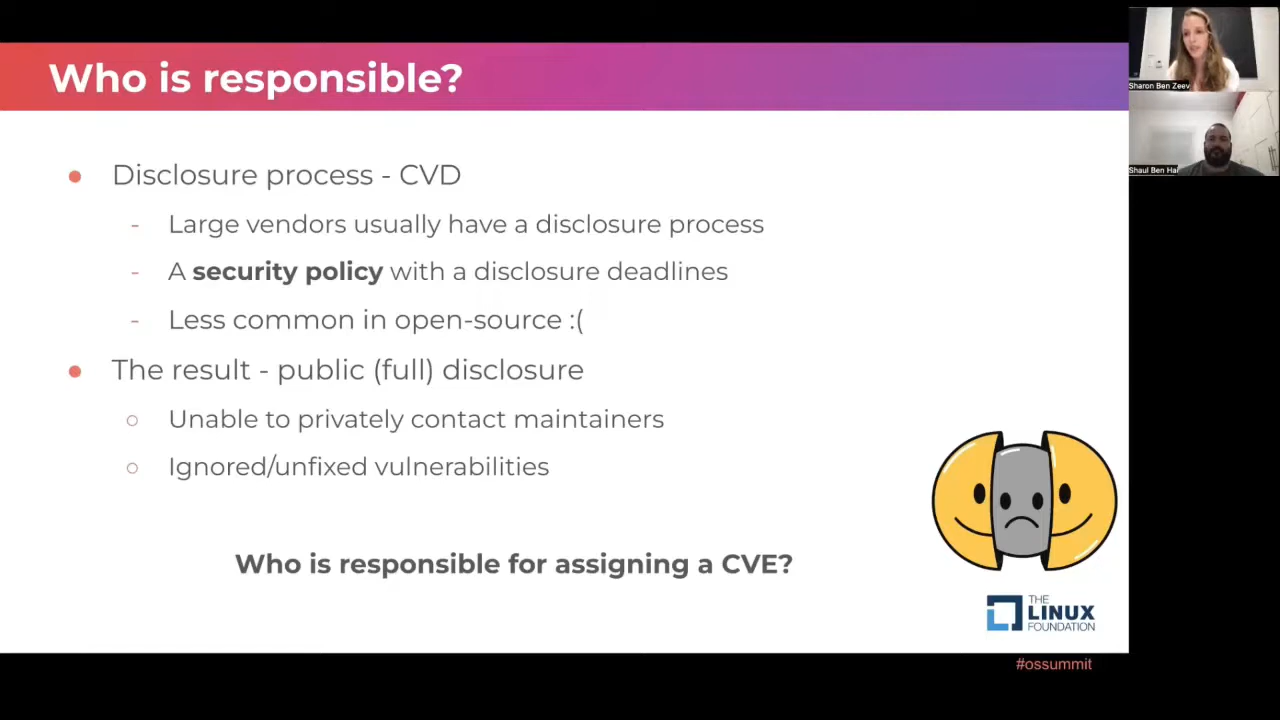 Who is responsible?
Sharon Ben Zeev
Shaul Ben Hai
● Disclosure process - CVD
- Large vendors usually have a disclosure process
- A security policy with a disclosure deadlines
- Less common in open-source :(
● The result - public (full) disclosure
○ Unable to privately contact maintainers
○ Ignored/unfixed vulnerabilities
Who is responsible for assigning a CVE?
THE
LINUX
FOUNDATION
#ossummit